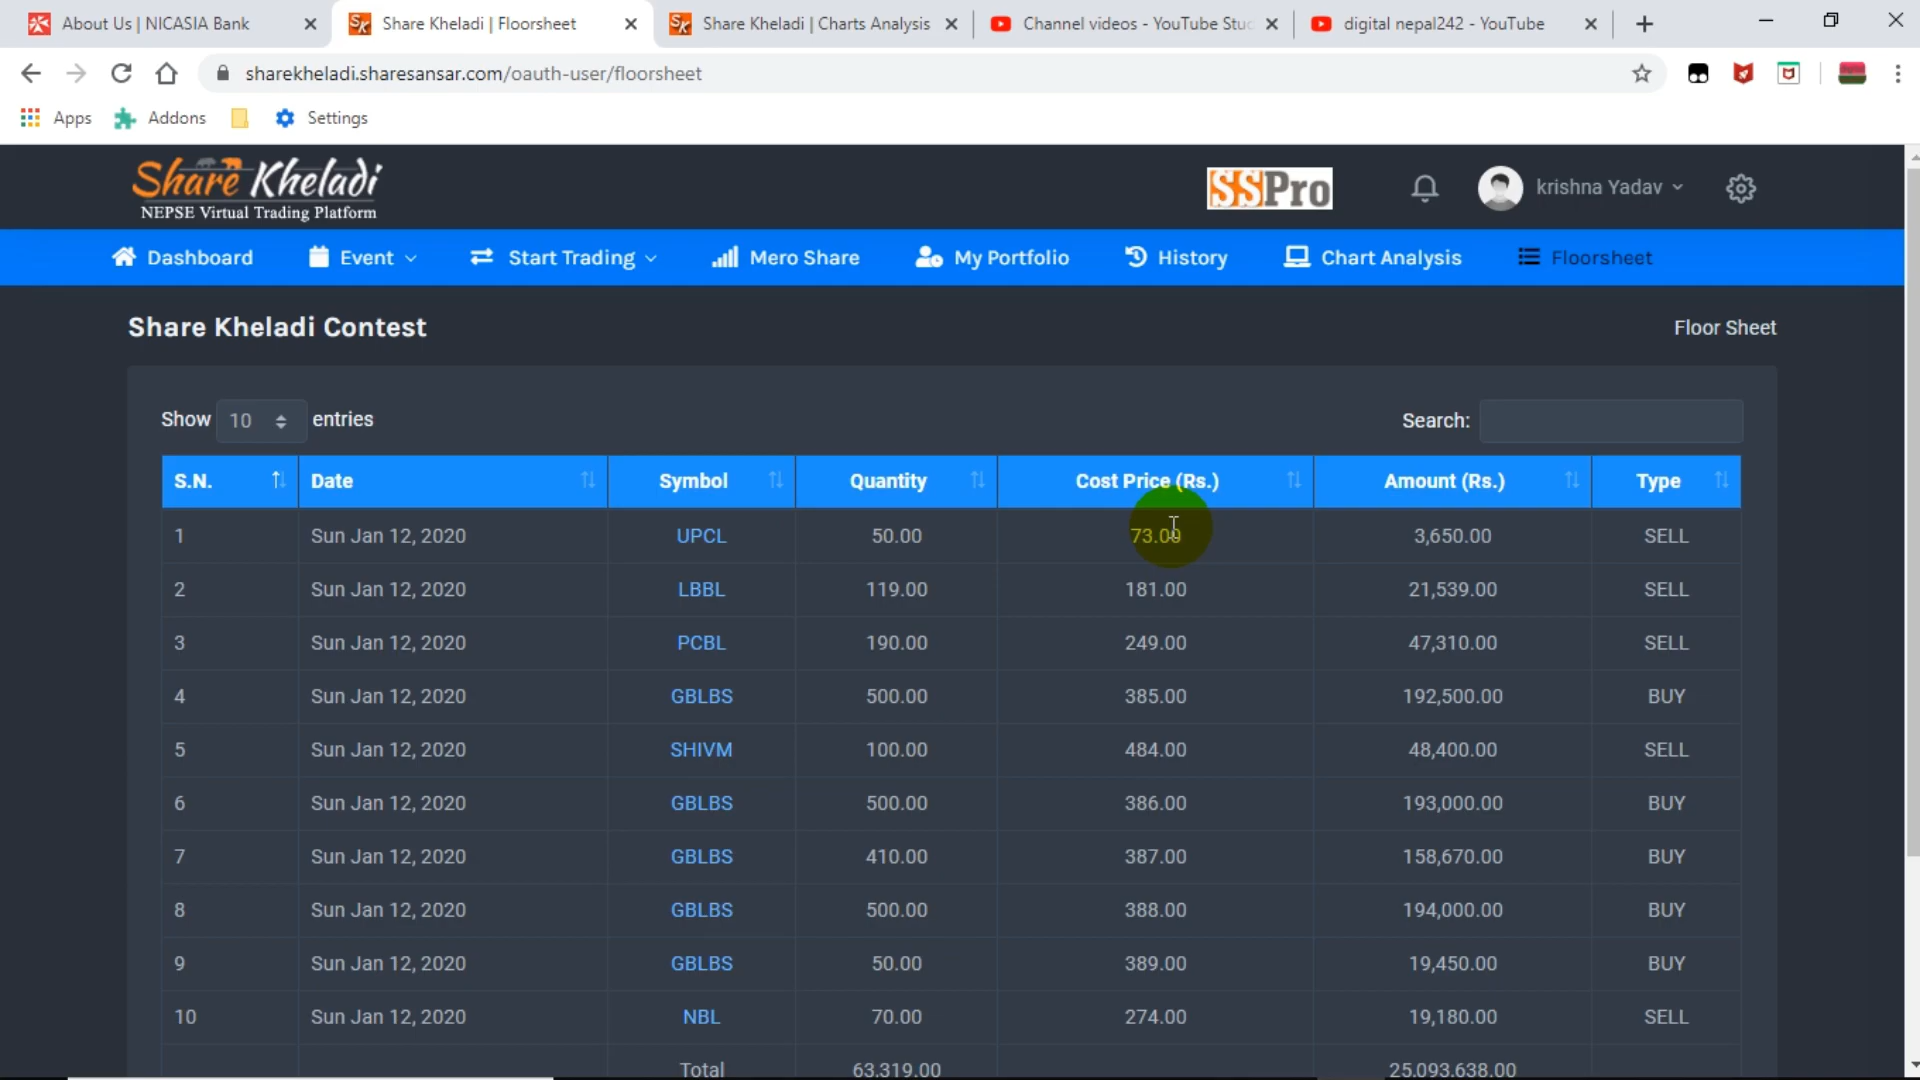 About Us | NICASIA Bank
Share Kheladi | Floorsheet
Share Kheladi | Charts Analysis
Channel videos - YouTube Stu
digital nepal242 - YouTube
sharekheladi.sharesansar.com/oauth-user/floorsheet
Apps Addons Settings
Share Kheladi
NEPSE Virtual Trading Platform
SSPro
krishna Yadav
Dashboard Event Start Trading Mero Share My Portfolio History Chart Analysis Floorsheet
Share Kheladi Contest Floor Sheet
Show 10 entries Search:
S.N. Date Symbol Quantity Cost Price (Rs.) Amount (Rs.) Type
1 Sun Jan 12, 2020 UPCL 50.00 73.00 3,650.00 SELL
2 Sun Jan 12, 2020 LBBL 119.00 181.00 21,539.00 SELL
3 Sun Jan 12, 2020 PCBL 190.00 249.00 47,310.00 SELL
4 Sun Jan 12, 2020 GBLBS 500.00 385.00 192,500.00 BUY
5 Sun Jan 12, 2020 SHIVM 100.00 484.00 48,400.00 SELL
6 Sun Jan 12, 2020 GBLBS 500.00 386.00 193,000.00 BUY
7 Sun Jan 12, 2020 GBLBS 410.00 387.00 158,670.00 BUY
8 Sun Jan 12, 2020 GBLBS 500.00 388.00 194,000.00 BUY
9 Sun Jan 12, 2020 GBLBS 50.00 389.00 19,450.00 BUY
10 Sun Jan 12, 2020 NBL 70.00 274.00 19,180.00 SELL
Total 63,319.00 25,093,638.00